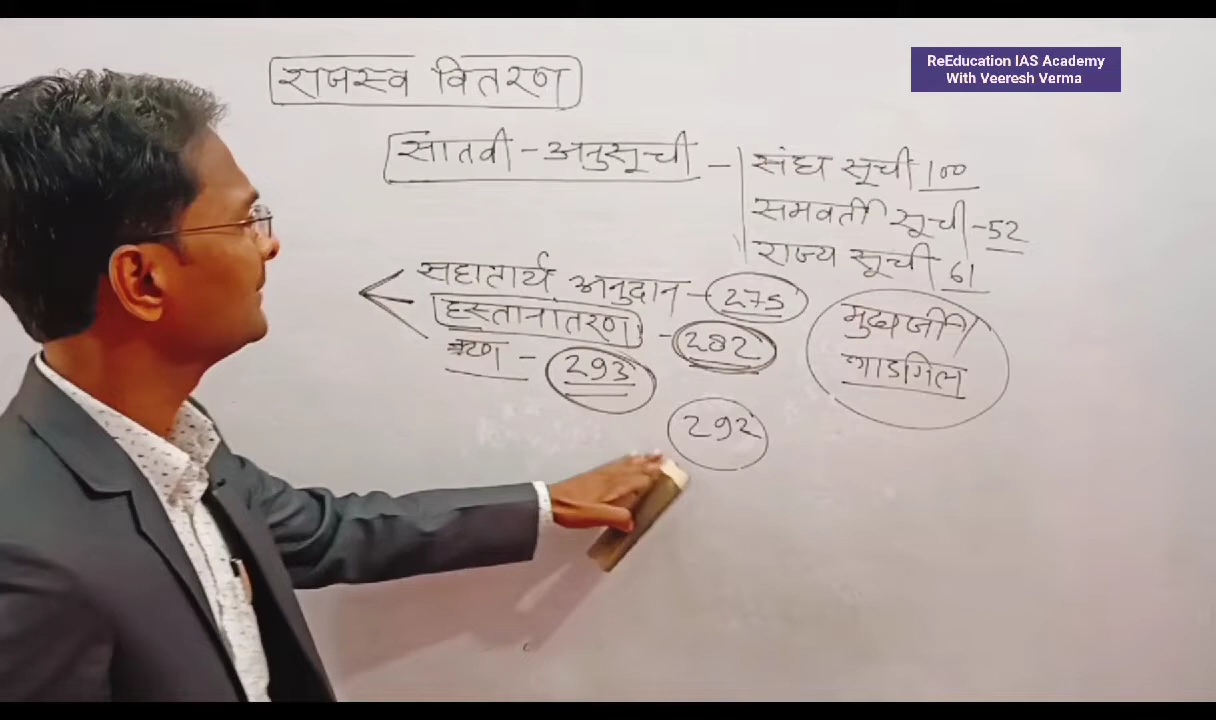 ReEducation IAS Academy
With Veeresh Verma
राजस्व वितरण
सातवी - अनुसूची - संघ सूची 100
समवर्ती सूची - 52
राज्य सूची 61
सहातार्य अनुदान - 275
हस्तानांतरण - 282
ऋण - 293
292
मुखर्जी
गाडगिल